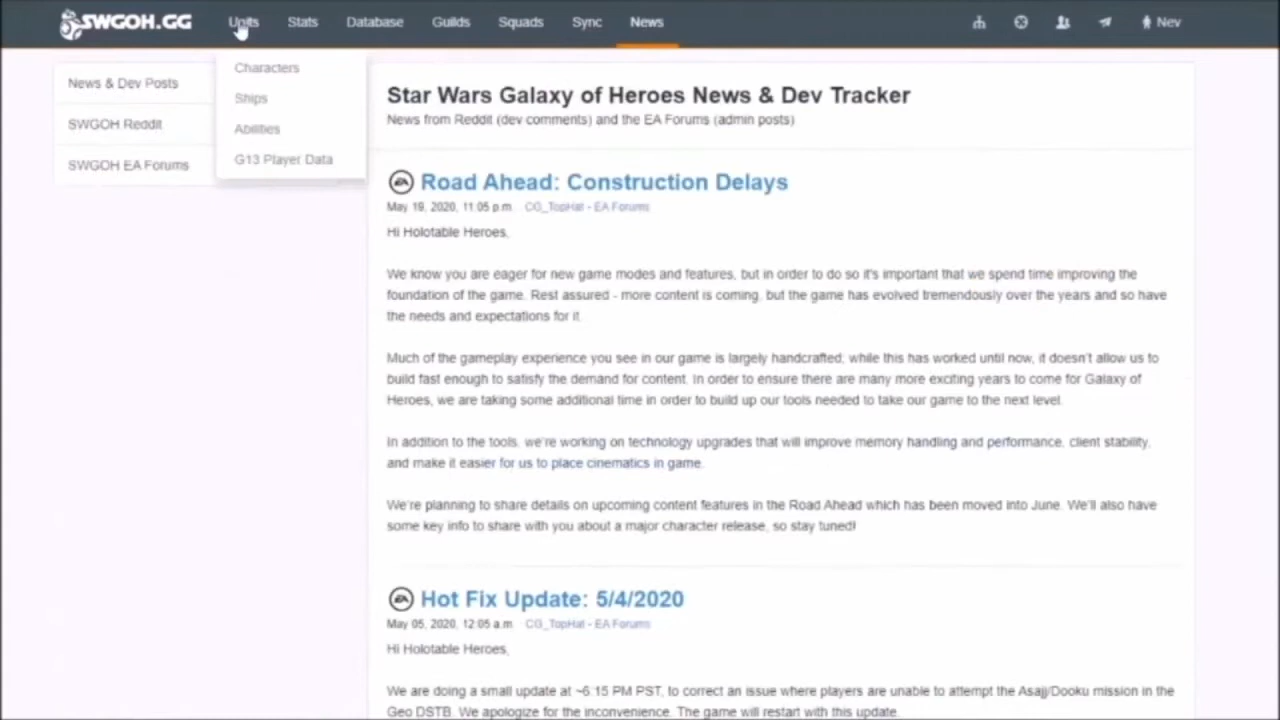 SWGOH.GG Units Stats Database Guilds Squads Sync News Nev
News & Dev Posts
SWGOH Reddit
SWGOH EA Forums
Characters
Ships
Abilities
G13 Player Data
Star Wars Galaxy of Heroes News & Dev Tracker
News from Reddit (dev comments) and the EA Forums (admin posts)
EA Road Ahead: Construction Delays
May 19, 2020, 11:05 p.m. CG_TopHat - EA Forums
Hi Holotable Heroes,
We know you are eager for new game modes and features, but in order to do so it's important that we spend time improving the
foundation of the game. Rest assured - more content is coming, but the game has evolved tremendously over the years and so have
the needs and expectations for it.
Much of the gameplay experience you see in our game is largely handcrafted; while this has worked until now, it doesn't allow us to
build fast enough to satisfy the demand for content. In order to ensure there are many more exciting years to come for Galaxy of
Heroes, we are taking some additional time in order to build up our tools needed to take our game to the next level.
In addition to the tools, we're working on technology upgrades that will improve memory handling and performance, client stability,
and make it easier for us to place cinematics in game.
We're planning to share details on upcoming content features in the Road Ahead which has been moved into June. We'll also have
some key info to share with you about a major character release, so stay tuned!
EA Hot Fix Update: 5/4/2020
May 05, 2020, 12:05 a.m. CG_TopHat - EA Forums
Hi Holotable Heroes,
We are doing a small update at ~6:15 PM PST, to correct an issue where players are unable to attempt the Asajj/Dooku mission in the
Geo DSTB. We apologize for the inconvenience. The game will restart with this update.